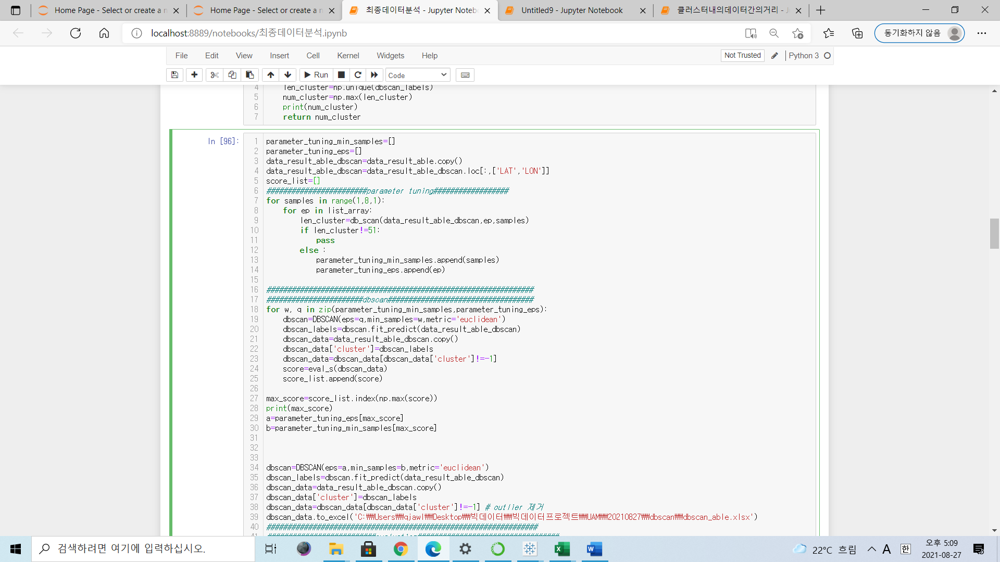 Home Page - Select or create a n
Home Page - Select or create a n
최종데이터분석 - Jupyter Noteb
Untitled9 - Jupyter Notebook
클러스터내의데이터간의거리 - J
localhost:8889/notebooks/최종데이터분석.ipynb
동기화하지 않음
File Edit View Insert Cell Kernel Widgets Help
Not Trusted
Python 3
Run
Code
4 len_cluster=np.unique(dbscan_labels)
5 num_cluster=np.max(len_cluster)
6 print(num_cluster)
7 return num_cluster
In [96]:
1 parameter_tuning_min_samples=[]
2 parameter_tuning_eps=[]
3 data_result_able_dbscan=data_result_able.copy()
4 data_result_able_dbscan=data_result_able_dbscan.loc[:,['LAT','LON']]
5 score_list=[]
6 ########################parameter tuning##################
7 for samples in range(1,8,1):
8 for ep in list_array:
9 len_cluster=db_scan(data_result_able_dbscan,ep,samples)
10 if len_cluster!=51:
11 pass
12 else :
13 parameter_tuning_min_samples.append(samples)
14 parameter_tuning_eps.append(ep)
15
16 ################################################################
17 #######################dbscan###################################
18 for w, q in zip(parameter_tuning_min_samples,parameter_tuning_eps):
19 dbscan=DBSCAN(eps=q,min_samples=w,metric='euclidean')
20 dbscan_labels=dbscan.fit_predict(data_result_able_dbscan)
21 dbscan_data=data_result_able_dbscan.copy()
22 dbscan_data['cluster']=dbscan_labels
23 dbscan_data=dbscan_data[dbscan_data['cluster']!=-1]
24 score=eval_s(dbscan_data)
25 score_list.append(score)
26
27 max_score=score_list.index(np.max(score))
28 print(max_score)
29 a=parameter_tuning_eps[max_score]
30 b=parameter_tuning_min_samples[max_score]
31
32
33
34 dbscan=DBSCAN(eps=a,min_samples=b,metric='euclidean')
35 dbscan_labels=dbscan.fit_predict(data_result_able_dbscan)
36 dbscan_data=data_result_able_dbscan.copy()
37 dbscan_data['cluster']=dbscan_labels
38 dbscan_data=dbscan_data[dbscan_data['cluster']!=-1] # outlier 제거
39 dbscan_data.to_excel('C:₩₩Users₩₩qjawl₩₩Desktop₩₩빅데이터₩₩빅데이터프로젝트₩₩UAM₩₩20210827₩₩dbscan₩₩dbscan_able.xlsx')
40 #################################################################
41
검색하려면 여기에 입력하십시오.
22°C 흐림
A
한
오후 5:09
2021-08-27